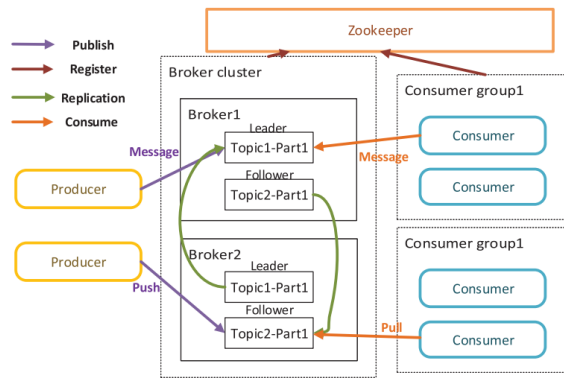 Zookeeper
Publish
Register
Replication
Consume
Broker cluster
Consumer group1
Broker1
Leader
Topic1-Part1
Message
Message
Consumer
Follower
Topic2-Part1
Producer
Consumer
Broker2
Consumer group1
Producer
Leader
Topic1-Part1
Push
Consumer
Follower
Topic2-Part1
Pull
Consumer